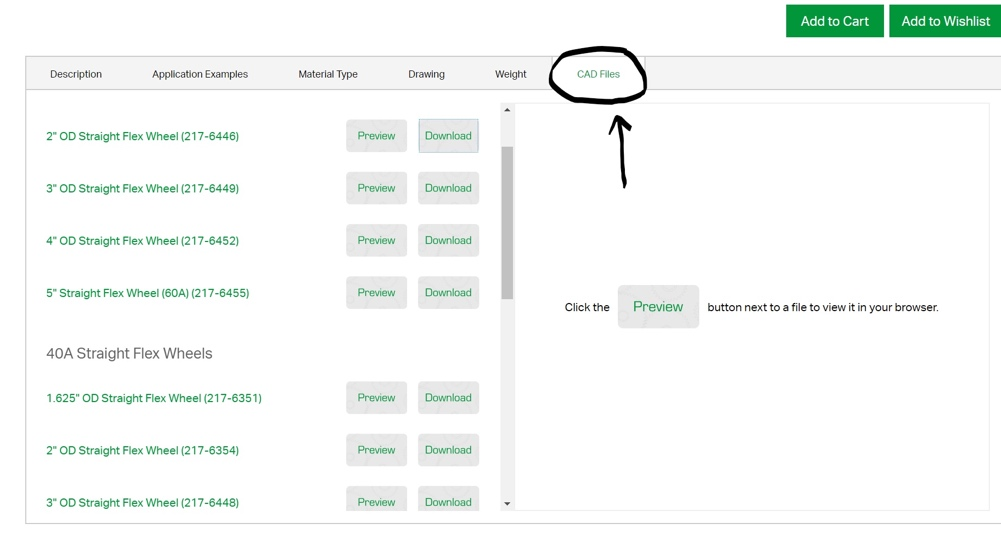 Add to Cart Add to Wishlist
Description Application Examples Material Type Drawing Weight CAD Files
2" OD Straight Flex Wheel (217-6446) Preview Download
3" OD Straight Flex Wheel (217-6449) Preview Download
4" OD Straight Flex Wheel (217-6452) Preview Download
5" Straight Flex Wheel (60A) (217-6455) Preview Download
Click the Preview button next to a file to view it in your browser.
40A Straight Flex Wheels
1.625" OD Straight Flex Wheel (217-6351) Preview Download
2" OD Straight Flex Wheel (217-6354) Preview Download
3" OD Straight Flex Wheel (217-6448) Preview Download